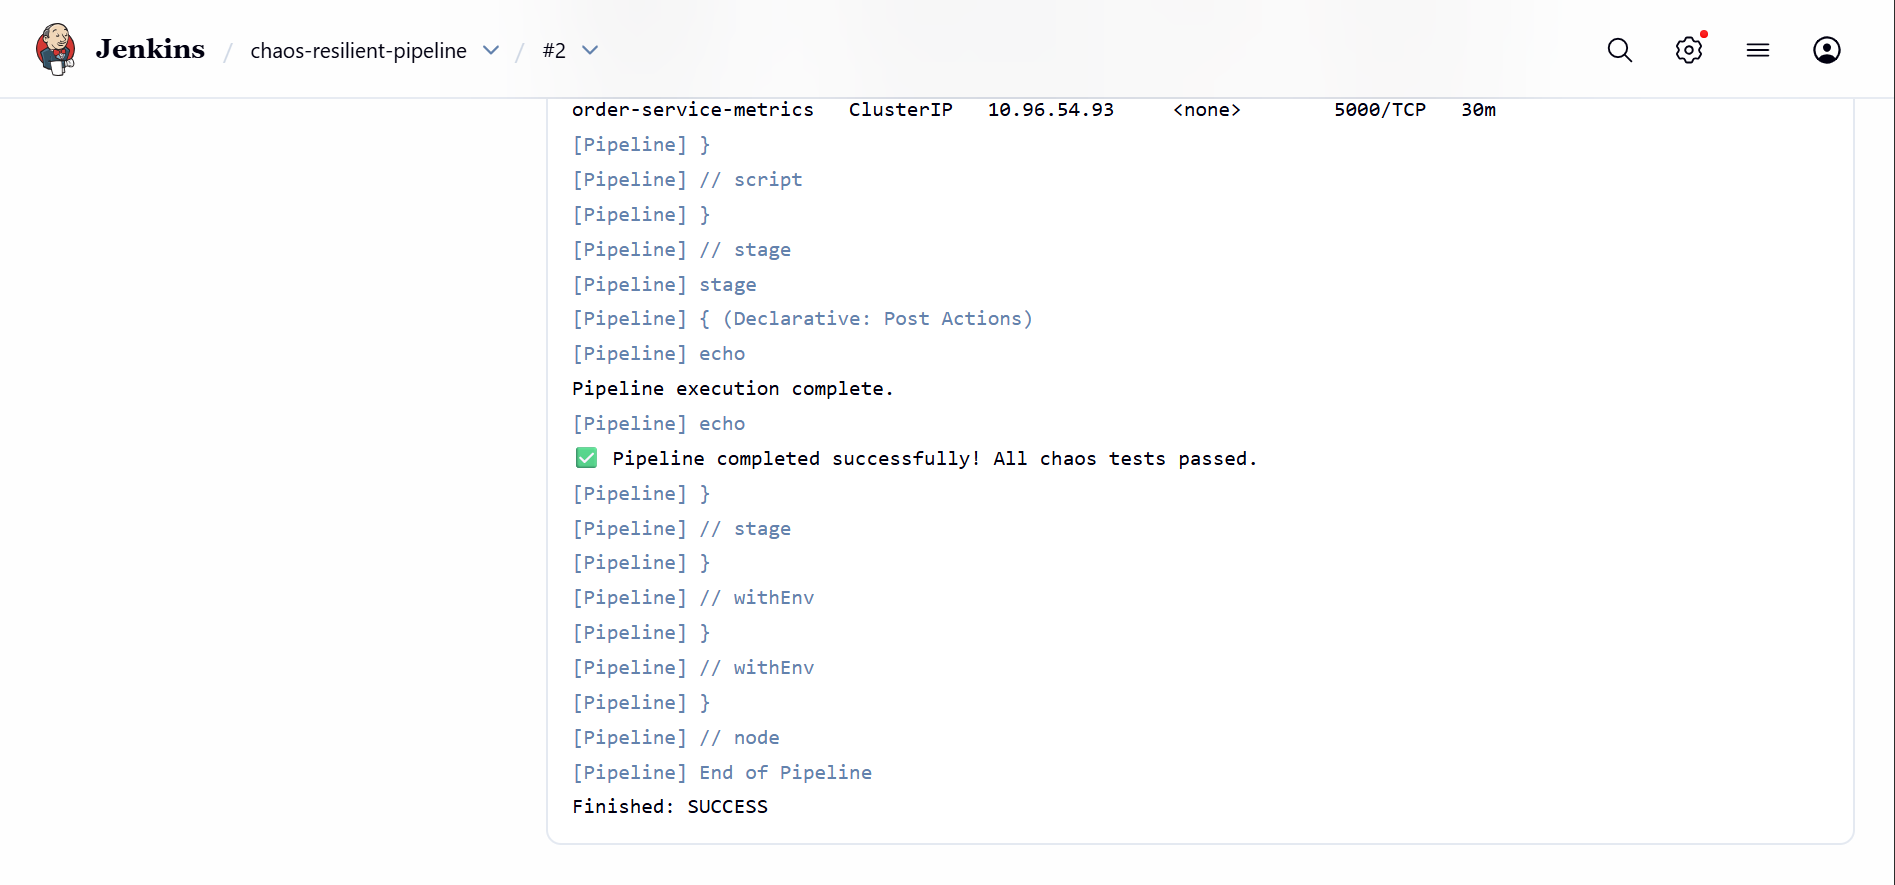 Jenkins / chaos-resilient-pipeline / #2
order-service-metrics   ClusterIP   10.96.54.93     <none>        5000/TCP   30m
[Pipeline] }
[Pipeline] // script
[Pipeline] }
[Pipeline] // stage
[Pipeline] stage
[Pipeline] { (Declarative: Post Actions)
[Pipeline] echo
Pipeline execution complete.
[Pipeline] echo
✅ Pipeline completed successfully! All chaos tests passed.
[Pipeline] }
[Pipeline] // stage
[Pipeline] }
[Pipeline] // withEnv
[Pipeline] }
[Pipeline] // withEnv
[Pipeline] }
[Pipeline] // node
[Pipeline] End of Pipeline
Finished: SUCCESS